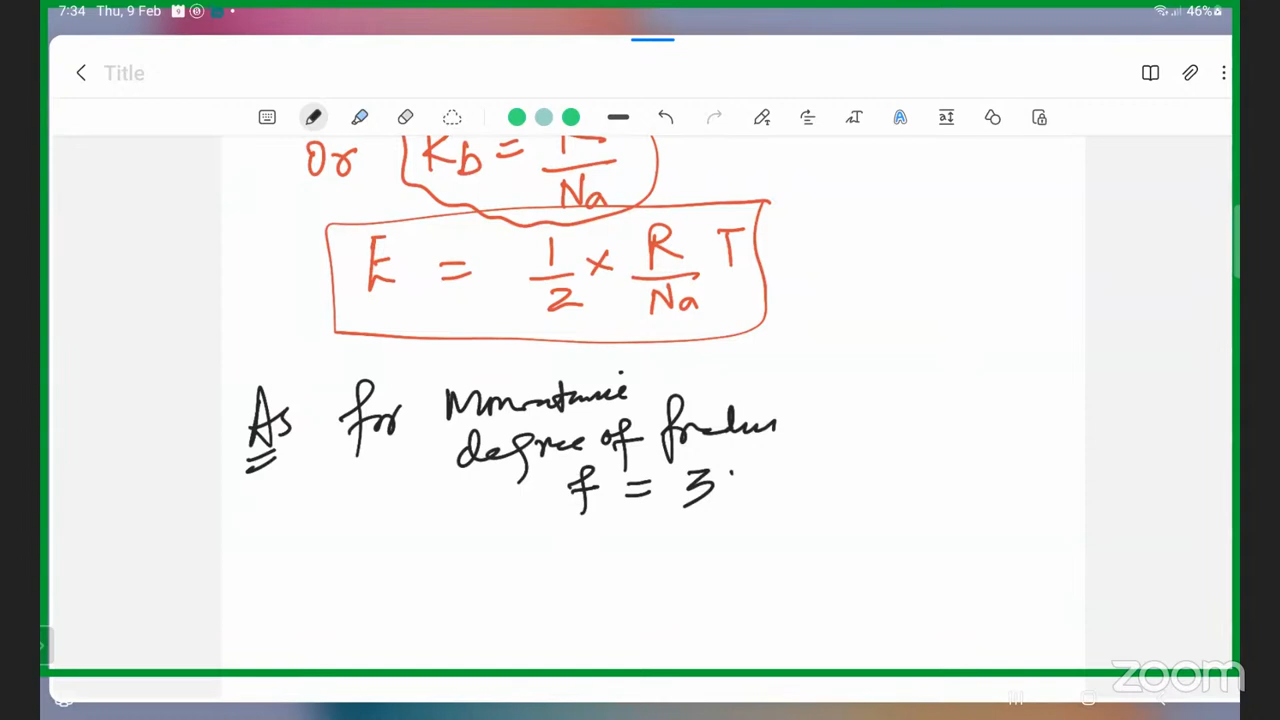 7:34 Thu, 9 Feb
46%
Title
Or Kb = R/Na
E = 1/2 × R/Na T
As for Monoatomic
degree of freedom
f = 3
zoom